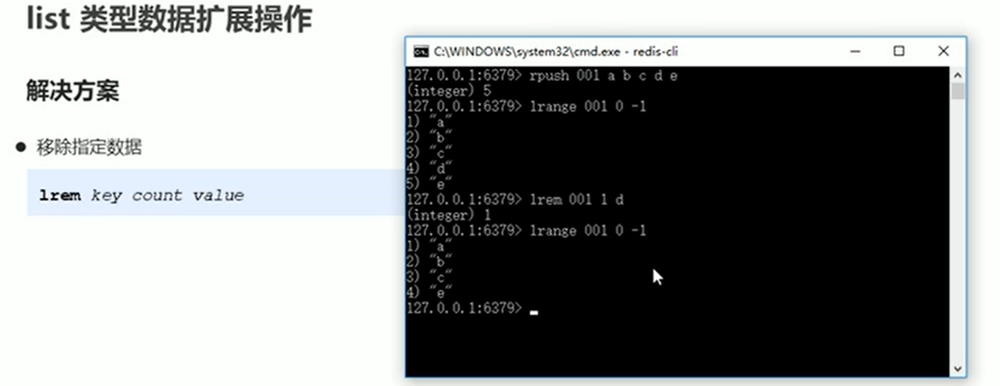 list 类型数据扩展操作
解决方案
● 移除指定数据
lrem key count value
C:\WINDOWS\system32\cmd.exe - redis-cli
127.0.0.1:6379> rpush 001 a b c d e
(integer) 5
127.0.0.1:6379> lrange 001 0 -1
1) "a"
2) "b"
3) "c"
4) "d"
5) "e"
127.0.0.1:6379> lrem 001 1 d
(integer) 1
127.0.0.1:6379> lrange 001 0 -1
1) "a"
2) "b"
3) "c"
4) "e"
127.0.0.1:6379>